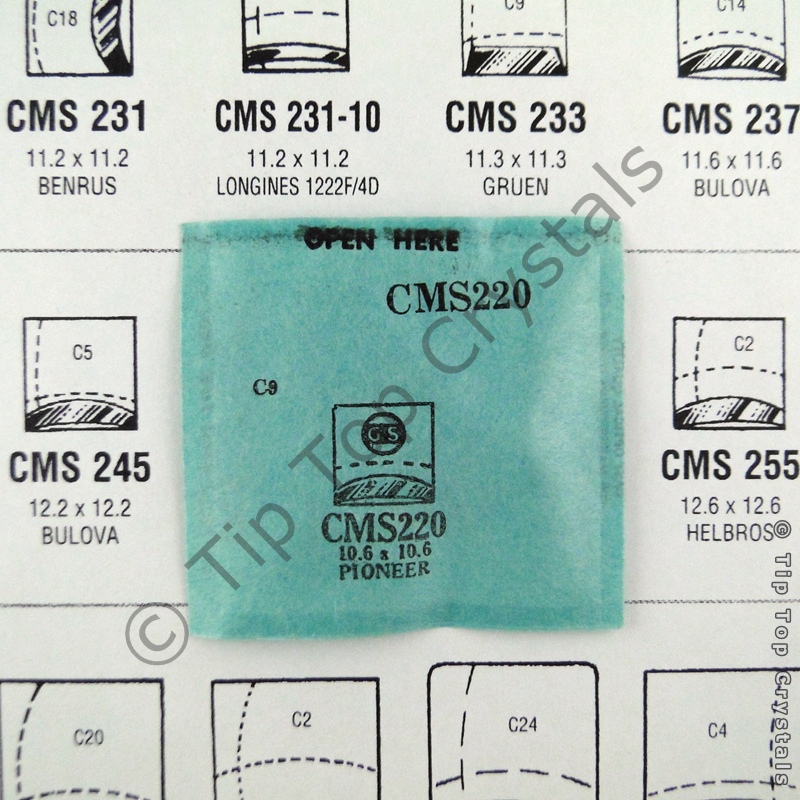 C18
C9
C14
CMS 231
CMS 231-10
CMS 233
CMS 237
11.2 x 11.2
11.2 x 11.2
11.3 x 11.3
11.6 x 11.6
BENRUS
LONGINES 1222F/4D
GRUEN
BULOVA
OPEN HERE
CMS220
C5
C9
C2
GS
CMS 245
CMS 255
12.2 x 12.2
12.6 x 12.6
BULOVA
HELBROS
CMS220
10.6 x 10.6
PIONEER
C20
C2
C24
C4
© Tip Top Crystals
© Tip Top Crystals